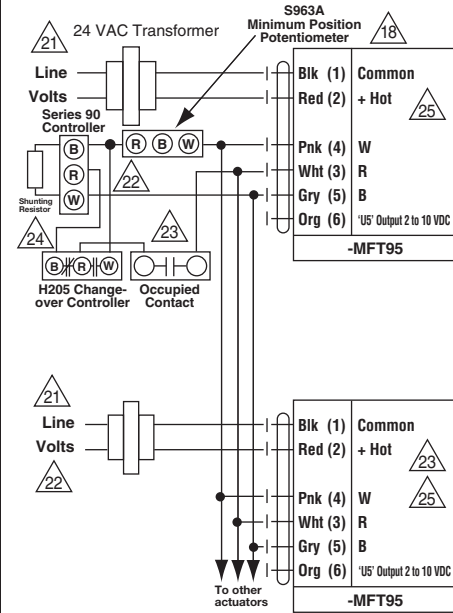 S963A
Minimum Position
Potentiometer
21
24 VAC Transformer
18
Line
Volts
Blk (1) Common
Red (2) + Hot
25
Series 90
Controller
B
R
W
R B W
22
Pnk (4) W
Wht (3) R
Gry (5) B
Org (6) 'U5' Output 2 to 10 VDC
-MFT95
Shunting
Resistor
24
23
B R W
H205 Change-
over Controller
Occupied
Contact
21
Line
Volts
22
Blk (1) Common
Red (2) + Hot
23
25
Pnk (4) W
Wht (3) R
Gry (5) B
Org (6) 'U5' Output 2 to 10 VDC
-MFT95
To other
actuators